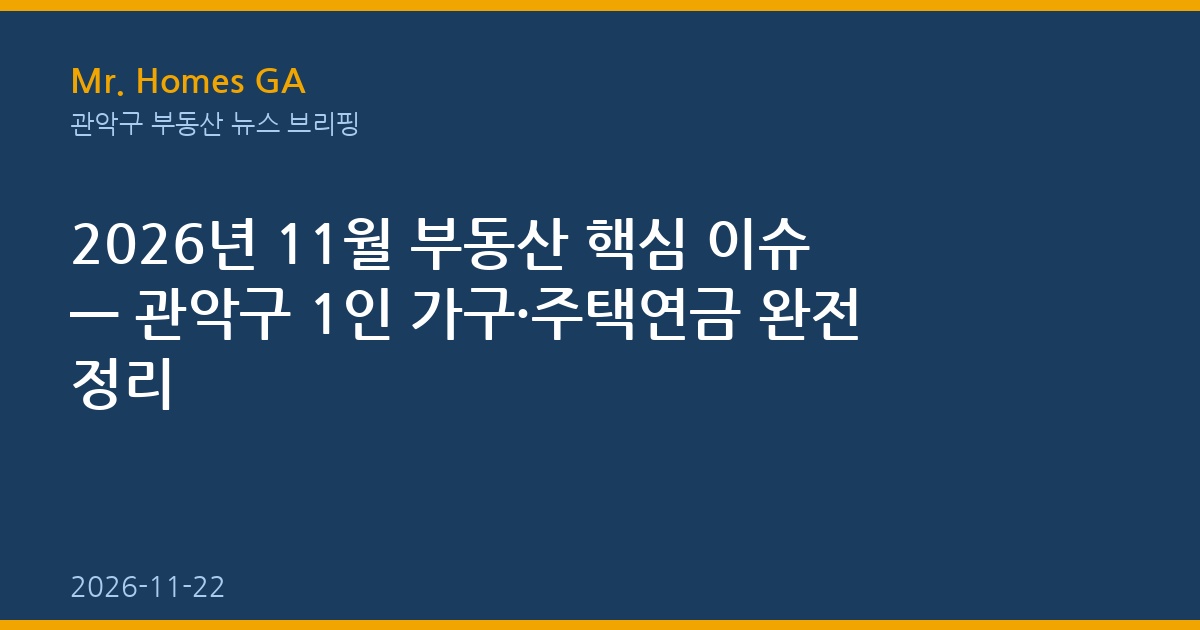 Mr. Homes GA
관악구 부동산 뉴스 브리핑
2026년 11월 부동산 핵심 이슈
— 관악구 1인 가구·주택연금 완전
정리
2026-11-22